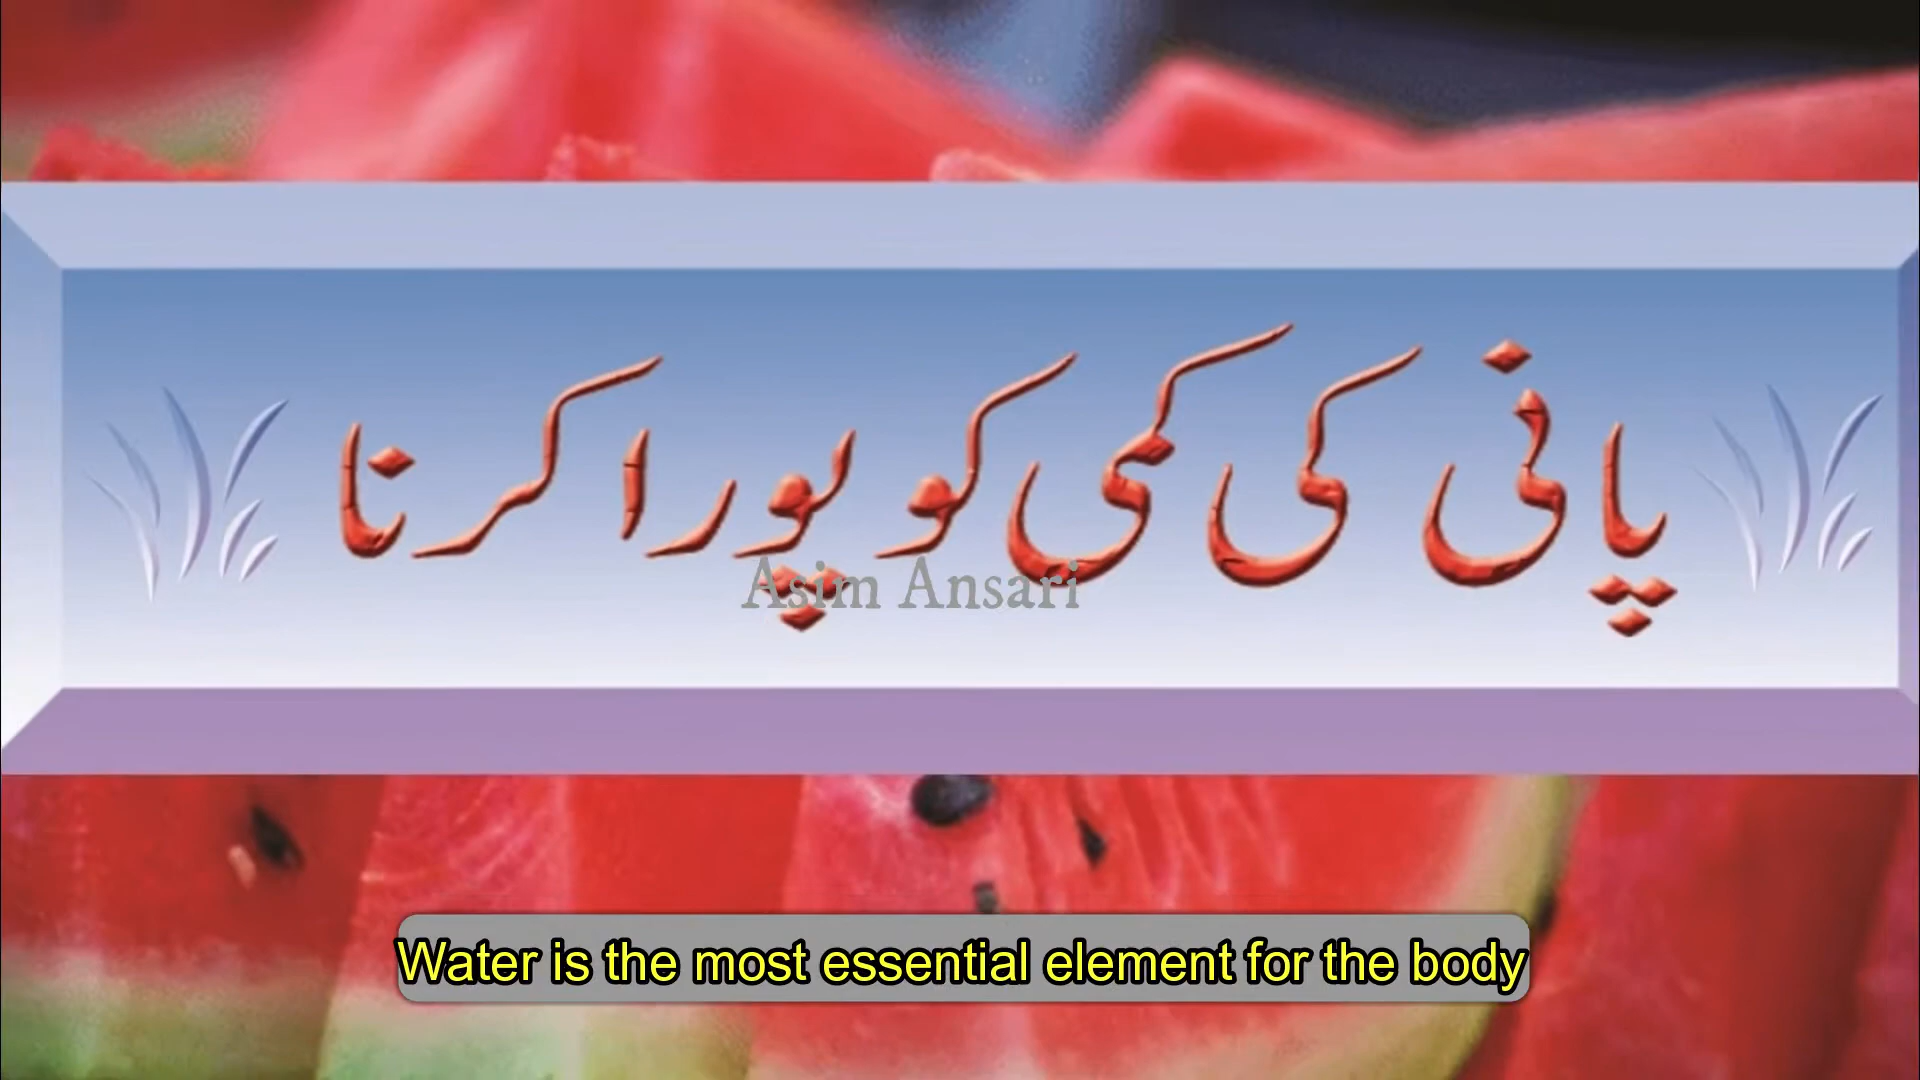 پانی کی کمی کو پورا کرنا
Asim Ansari
Water is the most essential element for the body